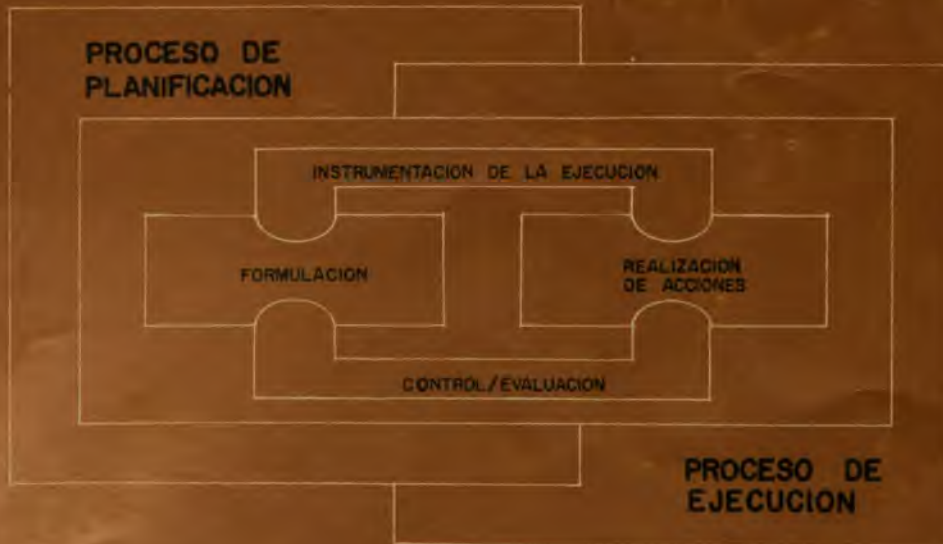 PROCESO DE
PLANIFICACION
INSTRUMENTACION DE LA EJECUCION
FORMULACION
REALIZACION
DE ACCIONES
CONTROL/EVALUACION
PROCESO DE
EJECUCION